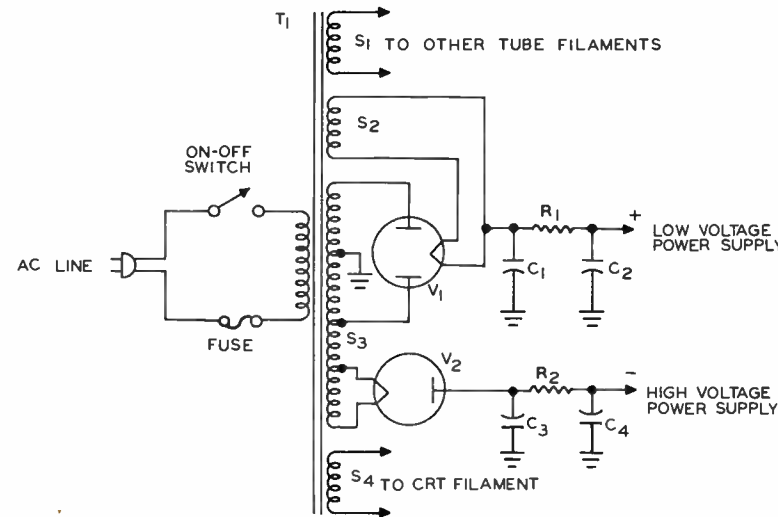 T1
S1 TO OTHER TUBE FILAMENTS
S2
ON-OFF
SWITCH
R1
+
LOW VOLTAGE
POWER SUPPLY
AC LINE
C1
C2
V1
FUSE
S3
V2
R2
-
HIGH VOLTAGE
POWER SUPPLY
C3
C4
S4 TO CRT FILAMENT